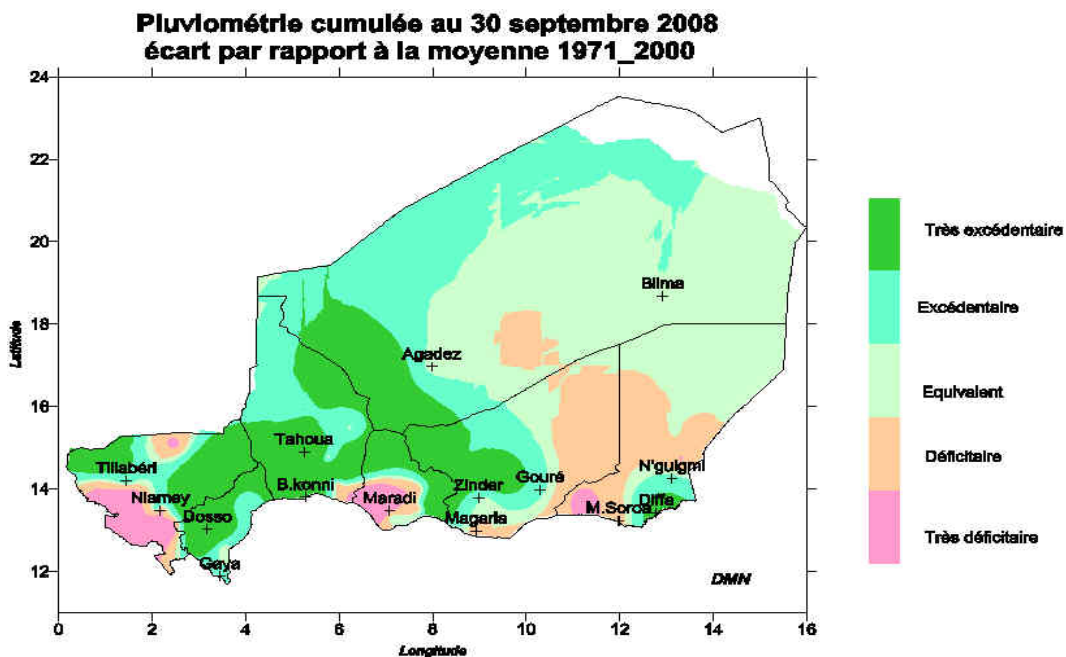 Pluviométrie cumulée au 30 septembre 2008
écart par rapport à la moyenne 1971_2000
24
22
20
18
16
14
12
Latitude
Bilma
Agadez
Tahoua
Tillabéri
N'guigmi
Gouré
B.konni
Zinder
Niamey
Maradi
Diffa
M.Soroa
Dosso
Magaria
Gaya
DMN
0 2 4 6 8 10 12 14 16
Longitude
Très excédentaire
Excédentaire
Equivalent
Déficitaire
Très déficitaire